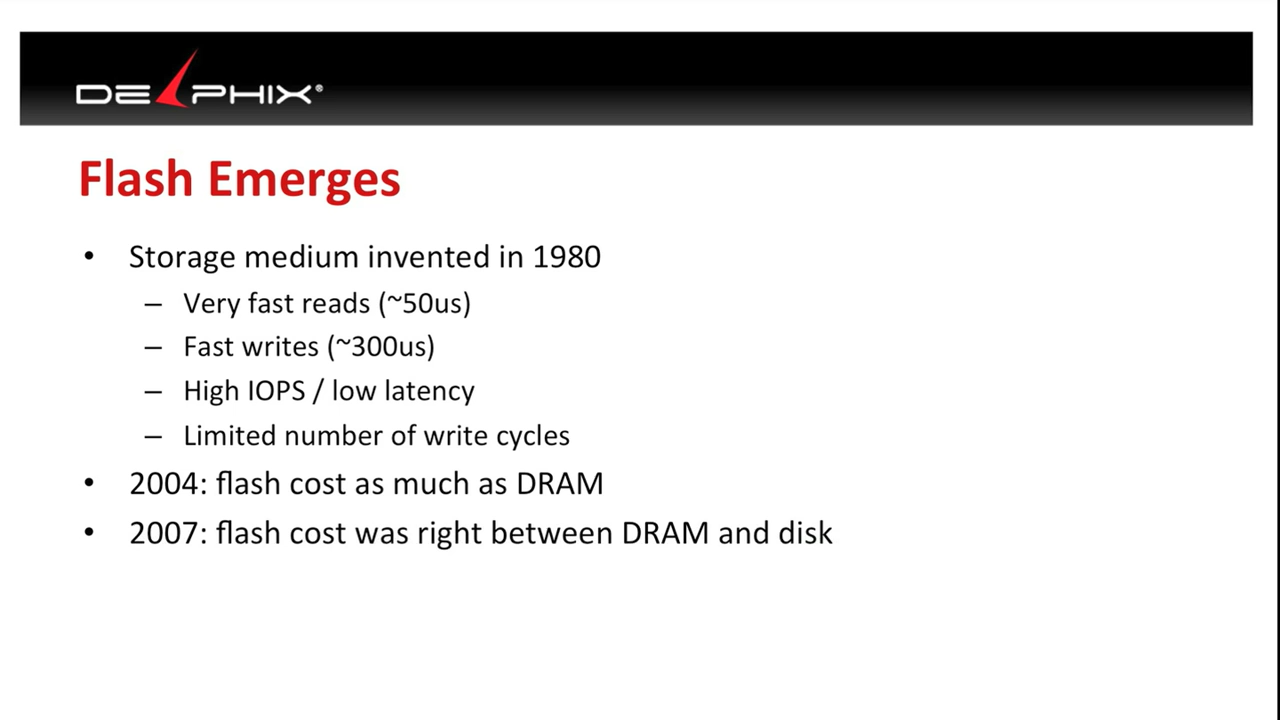 DELPHIX®
Flash Emerges
• Storage medium invented in 1980
– Very fast reads (~50us)
– Fast writes (~300us)
– High IOPS / low latency
– Limited number of write cycles
• 2004: flash cost as much as DRAM
• 2007: flash cost was right between DRAM and disk